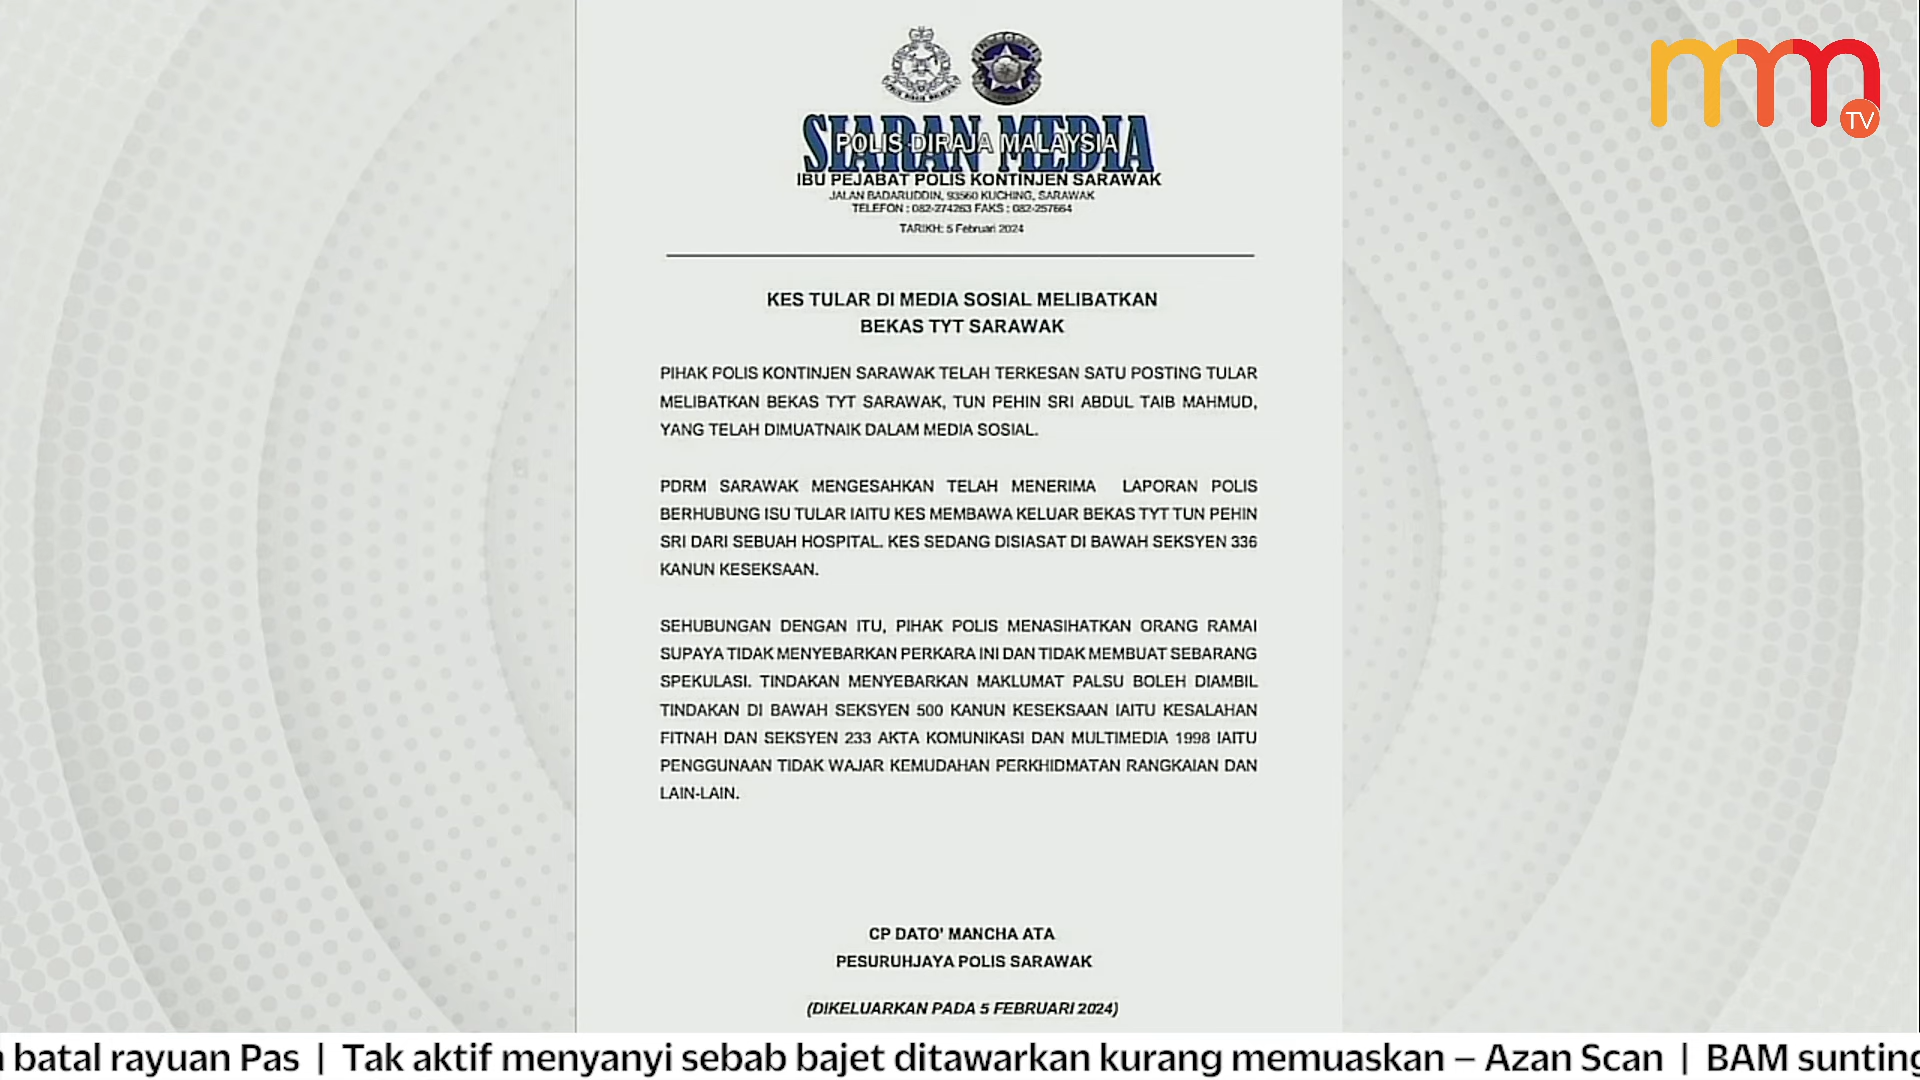 mm
TV
SIARAN MEDIA
POLIS DIRAJA MALAYSIA
IBU PEJABAT POLIS KONTINJEN SARAWAK
JALAN BADARUDDIN, 93560 KUCHING, SARAWAK
TELEFON : 082-274263 FAKS : 082-257664
TARIKH: 5 Februari 2024
KES TULAR DI MEDIA SOSIAL MELIBATKAN
BEKAS TYT SARAWAK
PIHAK POLIS KONTINJEN SARAWAK TELAH TERKESAN SATU POSTING TULAR
MELIBATKAN BEKAS TYT SARAWAK, TUN PEHIN SRI ABDUL TAIB MAHMUD,
YANG TELAH DIMUATNAIK DALAM MEDIA SOSIAL.
PDRM SARAWAK MENGESAHKAN TELAH MENERIMA LAPORAN POLIS
BERHUBUNG ISU TULAR IAITU KES MEMBAWA KELUAR BEKAS TYT TUN PEHIN
SRI DARI SEBUAH HOSPITAL. KES SEDANG DISIASAT DI BAWAH SEKSYEN 336
KANUN KESEKSAAN.
SEHUBUNGAN DENGAN ITU, PIHAK POLIS MENASIHATKAN ORANG RAMAI
SUPAYA TIDAK MENYEBARKAN PERKARA INI DAN TIDAK MEMBUAT SEBARANG
SPEKULASI. TINDAKAN MENYEBARKAN MAKLUMAT PALSU BOLEH DIAMBIL
TINDAKAN DI BAWAH SEKSYEN 500 KANUN KESEKSAAN IAITU KESALAHAN
FITNAH DAN SEKSYEN 233 AKTA KOMUNIKASI DAN MULTIMEDIA 1998 IAITU
PENGGUNAAN TIDAK WAJAR KEMUDAHAN PERKHIDMATAN RANGKAIAN DAN
LAIN-LAIN.
CP DATO' MANCHA ATA
PESURUHJAYA POLIS SARAWAK
(DIKELUARKAN PADA 5 FEBRUARI 2024)
batal rayuan Pas | Tak aktif menyanyi sebab bajet ditawarkan kurang memuaskan – Azan Scan | BAM sunting